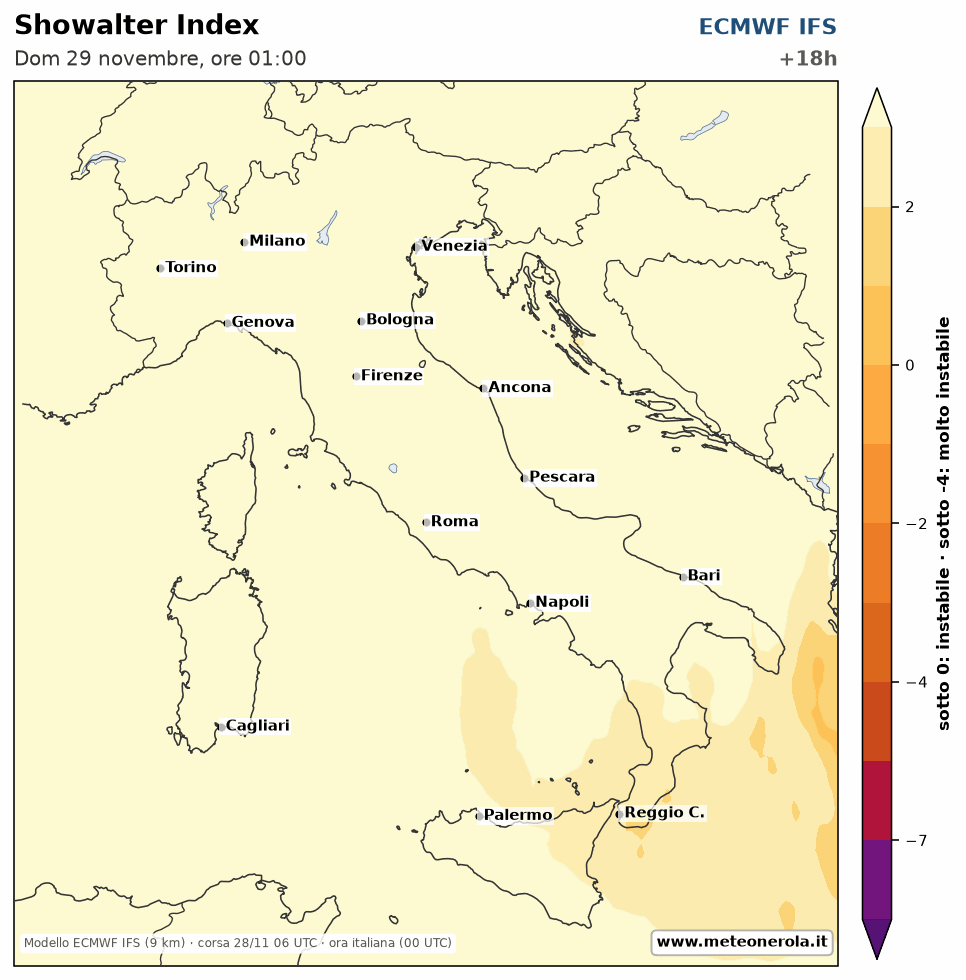 Showalter Index
ECMWF IFS
Dom 29 novembre, ore 01:00
+18h
Milano
Venezia
Torino
Genova
Bologna
Firenze
Ancona
Pescara
Roma
Bari
Napoli
Cagliari
Palermo
Reggio C.
2
0
−2
−4
−7
sotto 0: instabile · sotto -4: molto instabile
Modello ECMWF IFS (9 km) · corsa 28/11 06 UTC · ora italiana (00 UTC)
www.meteonerola.it